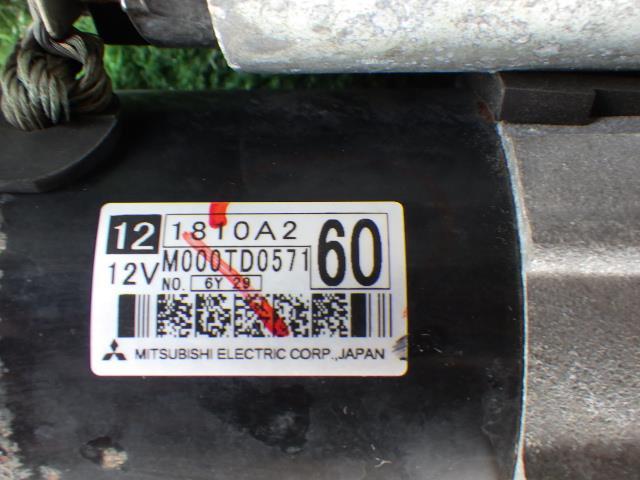 12 1810A2 60
12V M000TD0571
NO. 6Y 29
MITSUBISHI ELECTRIC CORP., JAPAN